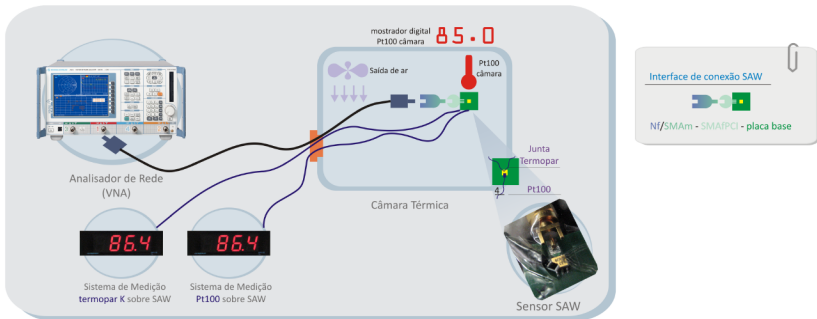 mostrador digital
Pt100 câmara
85.0
Saída de ar
Pt100
câmara
Interface de conexão SAW
Nf/SMAm - SMAfPCI - placa base
Analisador de Rede
(VNA)
Junta
Termopar
4
Pt100
Câmara Térmica
86.4
86.4
Sistema de Medição
termopar K sobre SAW
Sistema de Medição
Pt100 sobre SAW
Sensor SAW